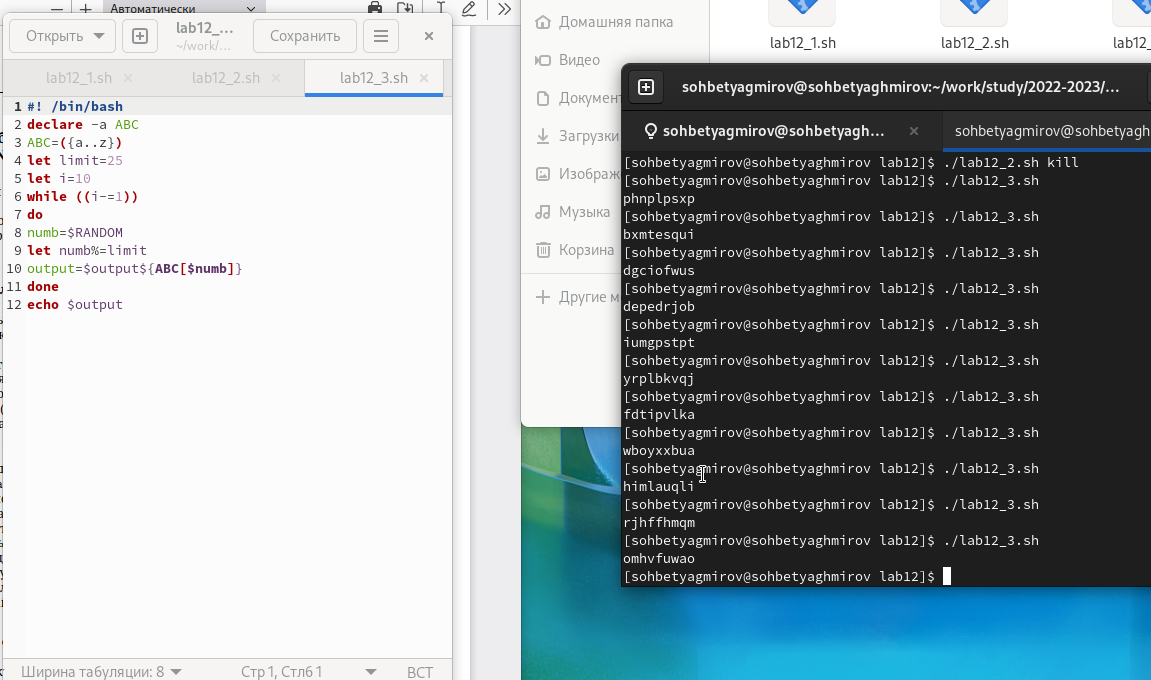 Автоматически
Открыть
lab12_...
~/work/...
Сохранить
lab12_1.sh
lab12_2.sh
lab12_3.sh
1 #! /bin/bash
2 declare -a ABC
3 ABC=({a..z})
4 let limit=25
5 let i=10
6 while ((i-=1))
7 do
8 numb=$RANDOM
9 let numb%=limit
10 output=$output${ABC[$numb]}
11 done
12 echo $output
Ширина табуляции: 8
Стр 1, Стлб 1
ВСТ
Домашняя папка
Видео
Докумен
Загрузки
Изображ
Музыка
Корзина
Другие м
lab12_1.sh
lab12_2.sh
lab12_
sohbetyagmirov@sohbetyaghmirov:~/work/study/2022-2023/...
sohbetyagmirov@sohbetyagh...
sohbetyagmirov@sohbetyagh
[sohbetyagmirov@sohbetyaghmirov lab12]$ ./lab12_2.sh kill
[sohbetyagmirov@sohbetyaghmirov lab12]$ ./lab12_3.sh
phnplpsxp
[sohbetyagmirov@sohbetyaghmirov lab12]$ ./lab12_3.sh
bxmtesqui
[sohbetyagmirov@sohbetyaghmirov lab12]$ ./lab12_3.sh
dgciofwus
[sohbetyagmirov@sohbetyaghmirov lab12]$ ./lab12_3.sh
depedrjob
[sohbetyagmirov@sohbetyaghmirov lab12]$ ./lab12_3.sh
iumgpstpt
[sohbetyagmirov@sohbetyaghmirov lab12]$ ./lab12_3.sh
yrplbkvqj
[sohbetyagmirov@sohbetyaghmirov lab12]$ ./lab12_3.sh
fdtipvlka
[sohbetyagmirov@sohbetyaghmirov lab12]$ ./lab12_3.sh
wboyxxbua
[sohbetyagmirov@sohbetyaghmirov lab12]$ ./lab12_3.sh
himlauqli
[sohbetyagmirov@sohbetyaghmirov lab12]$ ./lab12_3.sh
rjhffhmqm
[sohbetyagmirov@sohbetyaghmirov lab12]$ ./lab12_3.sh
omhvfuwao
[sohbetyagmirov@sohbetyaghmirov lab12]$